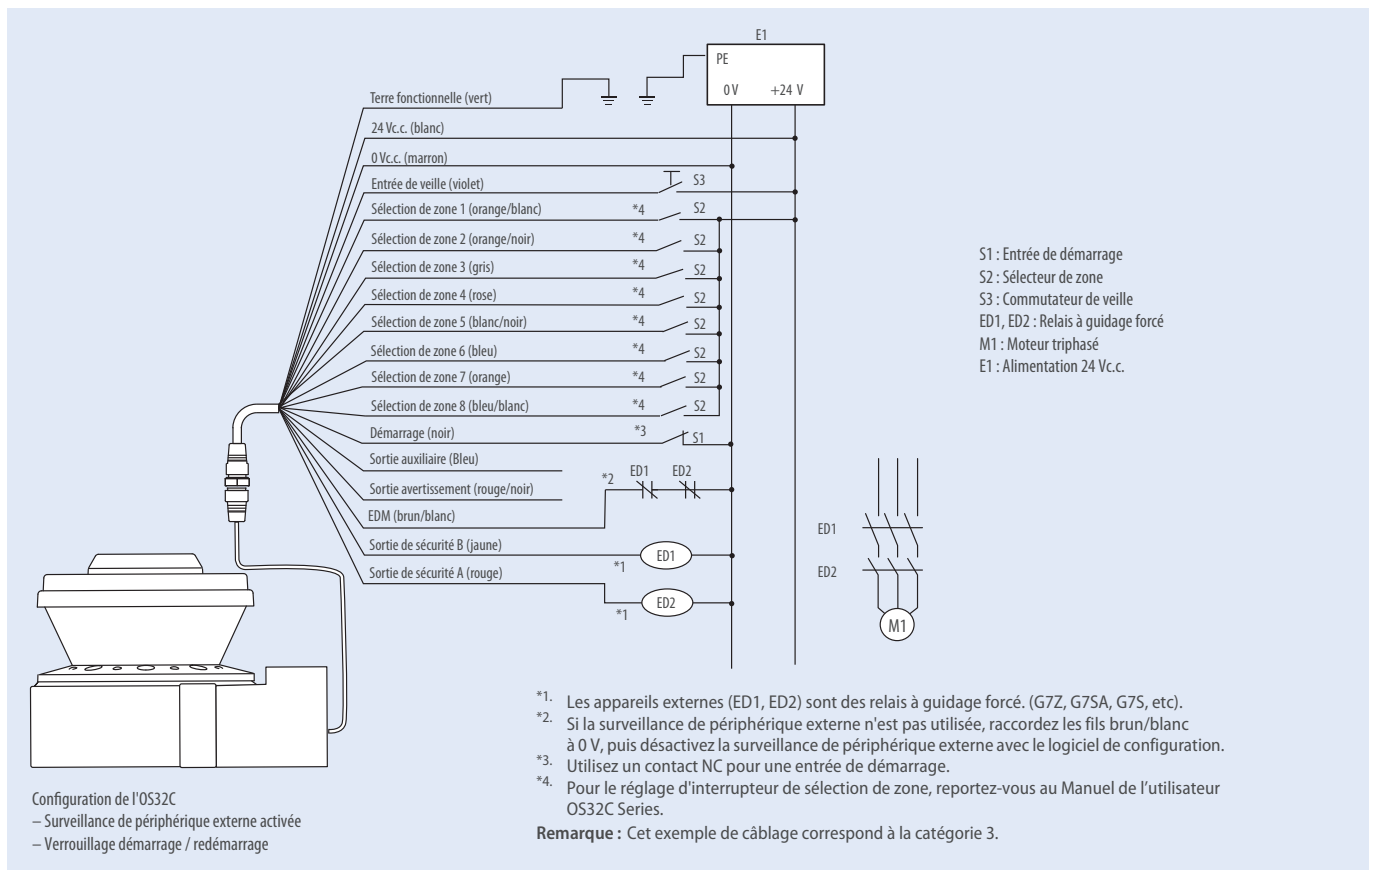 E1
PE
0 V +24 V
Terre fonctionnelle (vert)
24 Vc.c. (blanc)
0 Vc.c. (marron)
Entrée de veille (violet) S3
Sélection de zone 1 (orange/blanc) *4 S2
Sélection de zone 2 (orange/noir) *4 S2
Sélection de zone 3 (gris) *4 S2
Sélection de zone 4 (rose) *4 S2
Sélection de zone 5 (blanc/noir) *4 S2
Sélection de zone 6 (bleu) *4 S2
Sélection de zone 7 (orange) *4 S2
Sélection de zone 8 (bleu/blanc) *4 S2
Démarrage (noir) *3 S1
Sortie auxiliaire (Bleu)
*2 ED1 ED2
Sortie avertissement (rouge/noir)
EDM (brun/blanc)
Sortie de sécurité B (jaune) *1 ED1
Sortie de sécurité A (rouge) *1 ED2
S1 : Entrée de démarrage
S2 : Sélecteur de zone
S3 : Commutateur de veille
ED1, ED2 : Relais à guidage forcé
M1 : Moteur triphasé
E1 : Alimentation 24 Vc.c.
ED1
ED2
M1
*1. Les appareils externes (ED1, ED2) sont des relais à guidage forcé. (G7Z, G7SA, G7S, etc).
*2. Si la surveillance de périphérique externe n'est pas utilisée, raccordez les fils brun/blanc
à 0 V, puis désactivez la surveillance de périphérique externe avec le logiciel de configuration.
*3. Utilisez un contact NC pour une entrée de démarrage.
*4. Pour le réglage d'interrupteur de sélection de zone, reportez-vous au Manuel de l’utilisateur
OS32C Series.
Remarque : Cet exemple de câblage correspond à la catégorie 3.
Configuration de l'OS32C
– Surveillance de périphérique externe activée
– Verrouillage démarrage / redémarrage